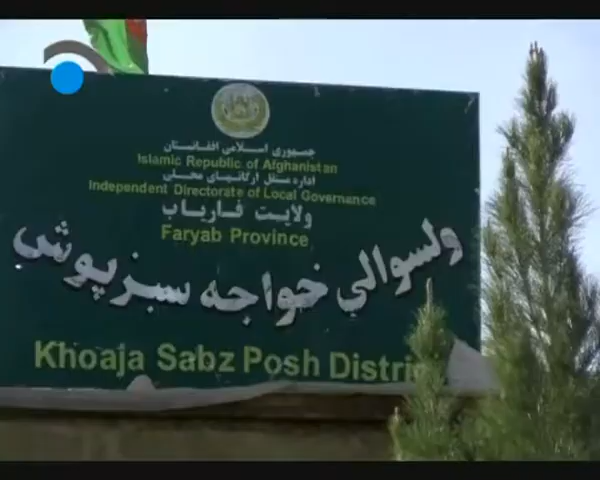 جمهوری اسلامی افغانستان
Islamic Republic of Afghanistan
اداره مستقل ارگانهای محلی
Independent Directorate of Local Governance
ولایت فاریاب
Faryab Province
ولسوالي خواجه سبزپوش
Khoaja Sabz Posh Distric